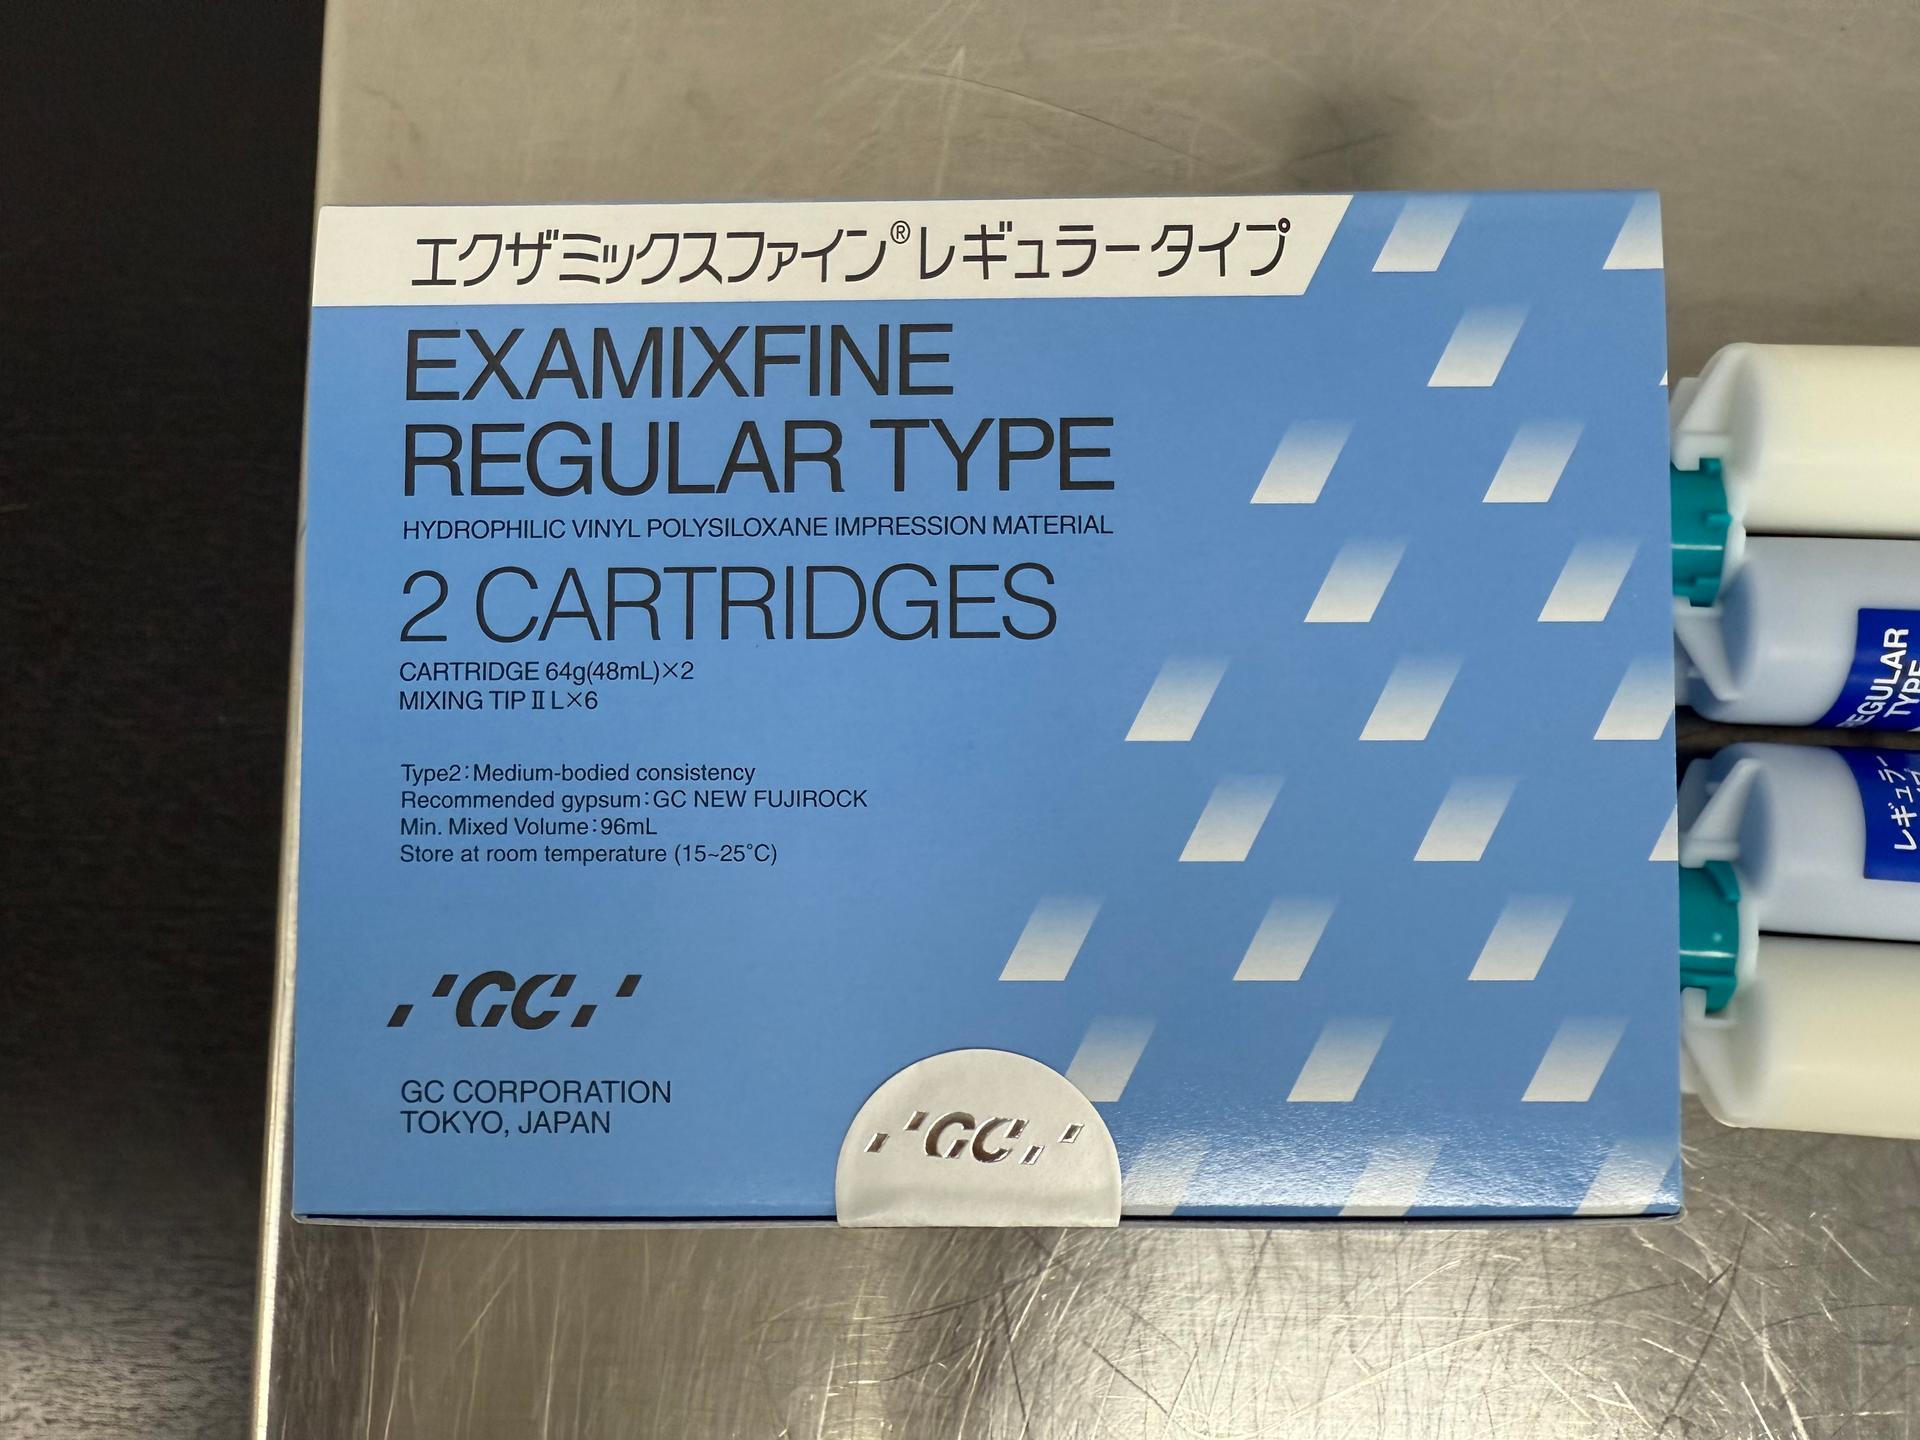 エクザミックスファイン®レギュラータイプ
EXAMIXFINE
REGULAR TYPE
HYDROPHILIC VINYL POLYSILOXANE IMPRESSION MATERIAL
2 CARTRIDGES
CARTRIDGE 64g(48mL)×2
MIXING TIP Ⅱ L×6
Type2:Medium-bodied consistency
Recommended gypsum:GC NEW FUJIROCK
Min. Mixed Volume:96mL
Store at room temperature (15~25°C)
GC
GC CORPORATION
TOKYO, JAPAN
GC
REGULAR
TYPE
レギュラー